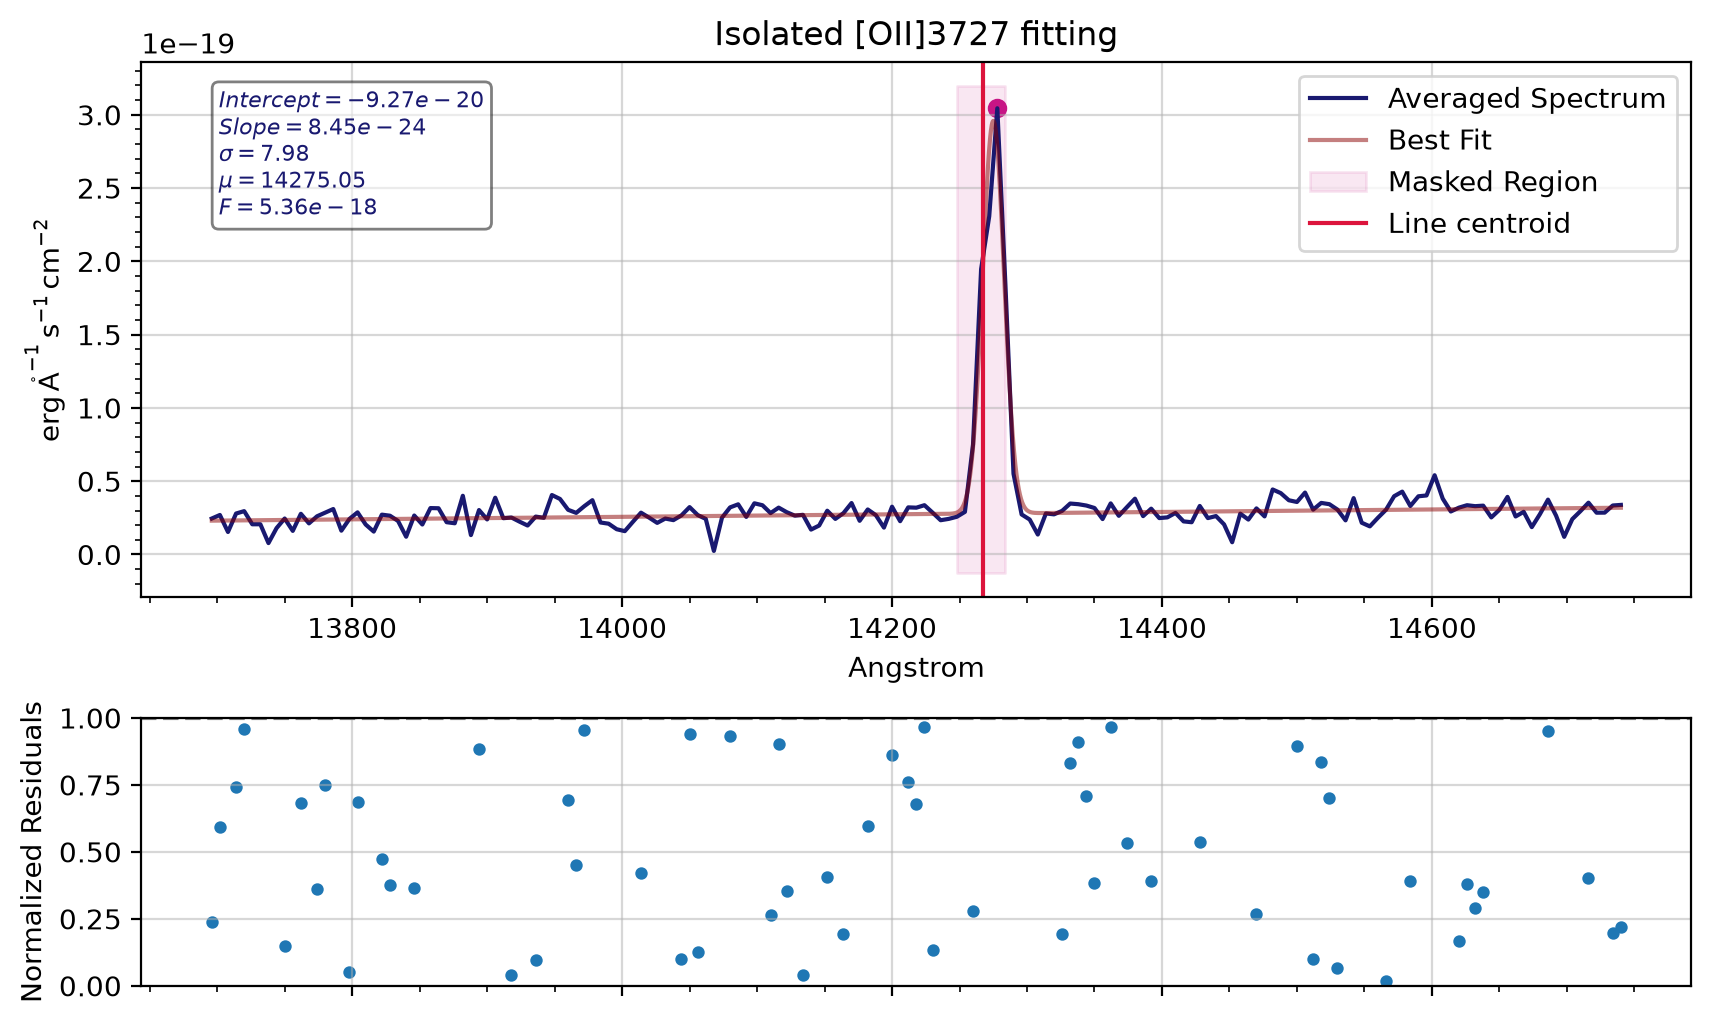 Isolated [OII]3727 fitting
1e−19
Intercept = −9.27e − 20
Slope = 8.45e − 24
σ = 7.98
μ = 14275.05
F = 5.36e − 18
Averaged Spectrum
Best Fit
Masked Region
Line centroid
3.0
2.5
2.0
1.5
1.0
0.5
0.0
erg Å⁻¹ s⁻¹ cm⁻²
13800 14000 14200 14400 14600
Angstrom
1.00
0.75
0.50
0.25
0.00
Normalized Residuals